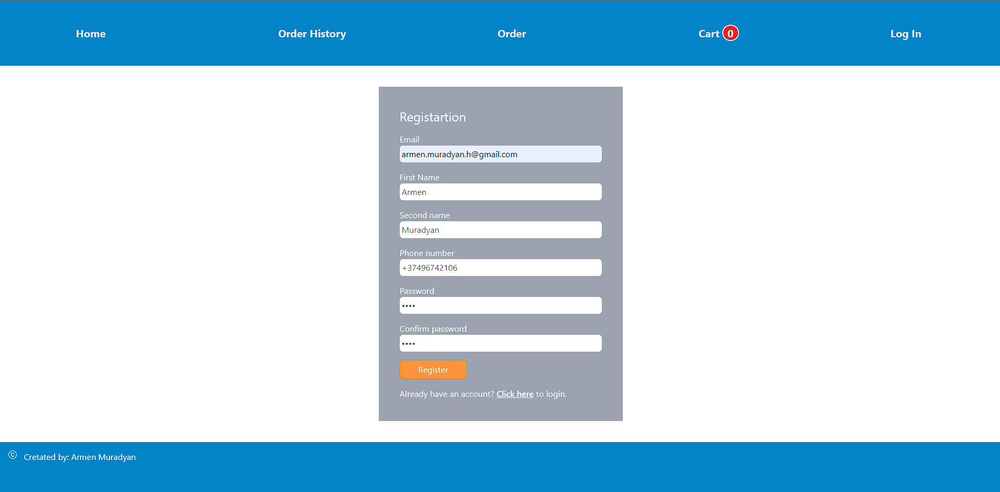 Home Order History Order Cart 0 Log In
Registartion
Email
armen.muradyan.h@gmail.com
First Name
Armen
Second name
Muradyan
Phone number
+37496742106
Password
••••
Confirm password
••••
Register
Already have an account? Click here to login.
© Cretated by: Armen Muradyan